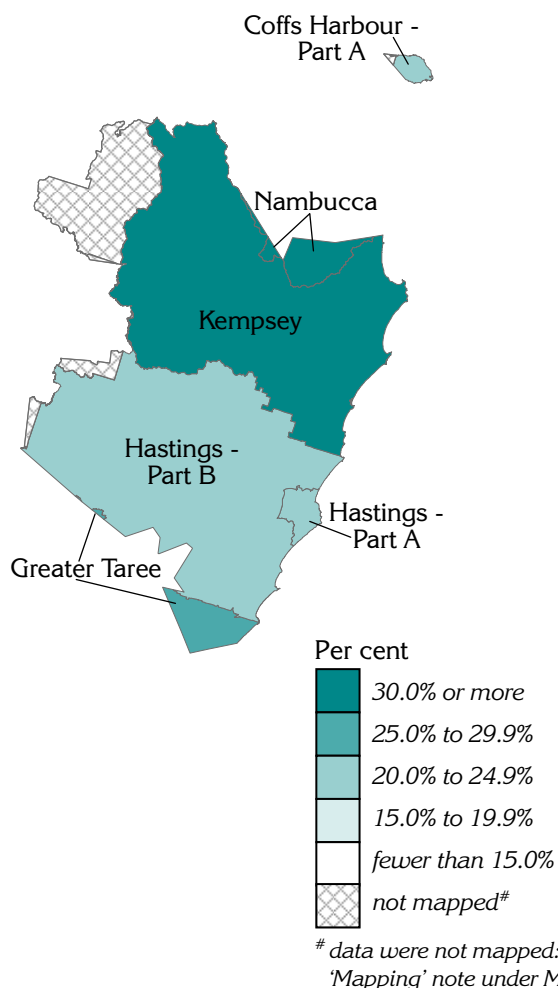 Coffs Harbour -
Part A
Nambucca
Kempsey
Hastings -
Part B
Hastings -
Part A
Greater Taree
Per cent
30.0% or more
25.0% to 29.9%
20.0% to 24.9%
15.0% to 19.9%
fewer than 15.0%
not mapped#
# data were not mapped:
'Mapping' note under M